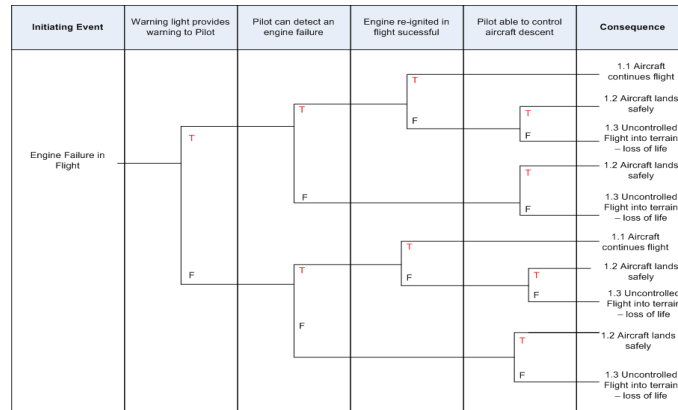 Initiating Event
Warning light provides
warning to Pilot
Pilot can detect an
engine failure
Engine re-ignited in
flight sucessful
Pilot able to control
aircraft descent
Consequence
Engine Failure in
Flight
T
F
T
F
T
F
T
F
T
F
T
F
T
F
T
F
T
F
1.1 Aircraft
continues flight
1.2 Aircraft lands
safely
1.3 Uncontrolled
Flight into terrain
– loss of life
1.2 Aircraft lands
safely
1.3 Uncontrolled
Flight into terrain
– loss of life
1.1 Aircraft
continues flight
1.2 Aircraft lands
safely
1.3 Uncontrolled
Flight into terrain
– loss of life
1.2 Aircraft lands
safely
1.3 Uncontrolled
Flight into terrain
– loss of life